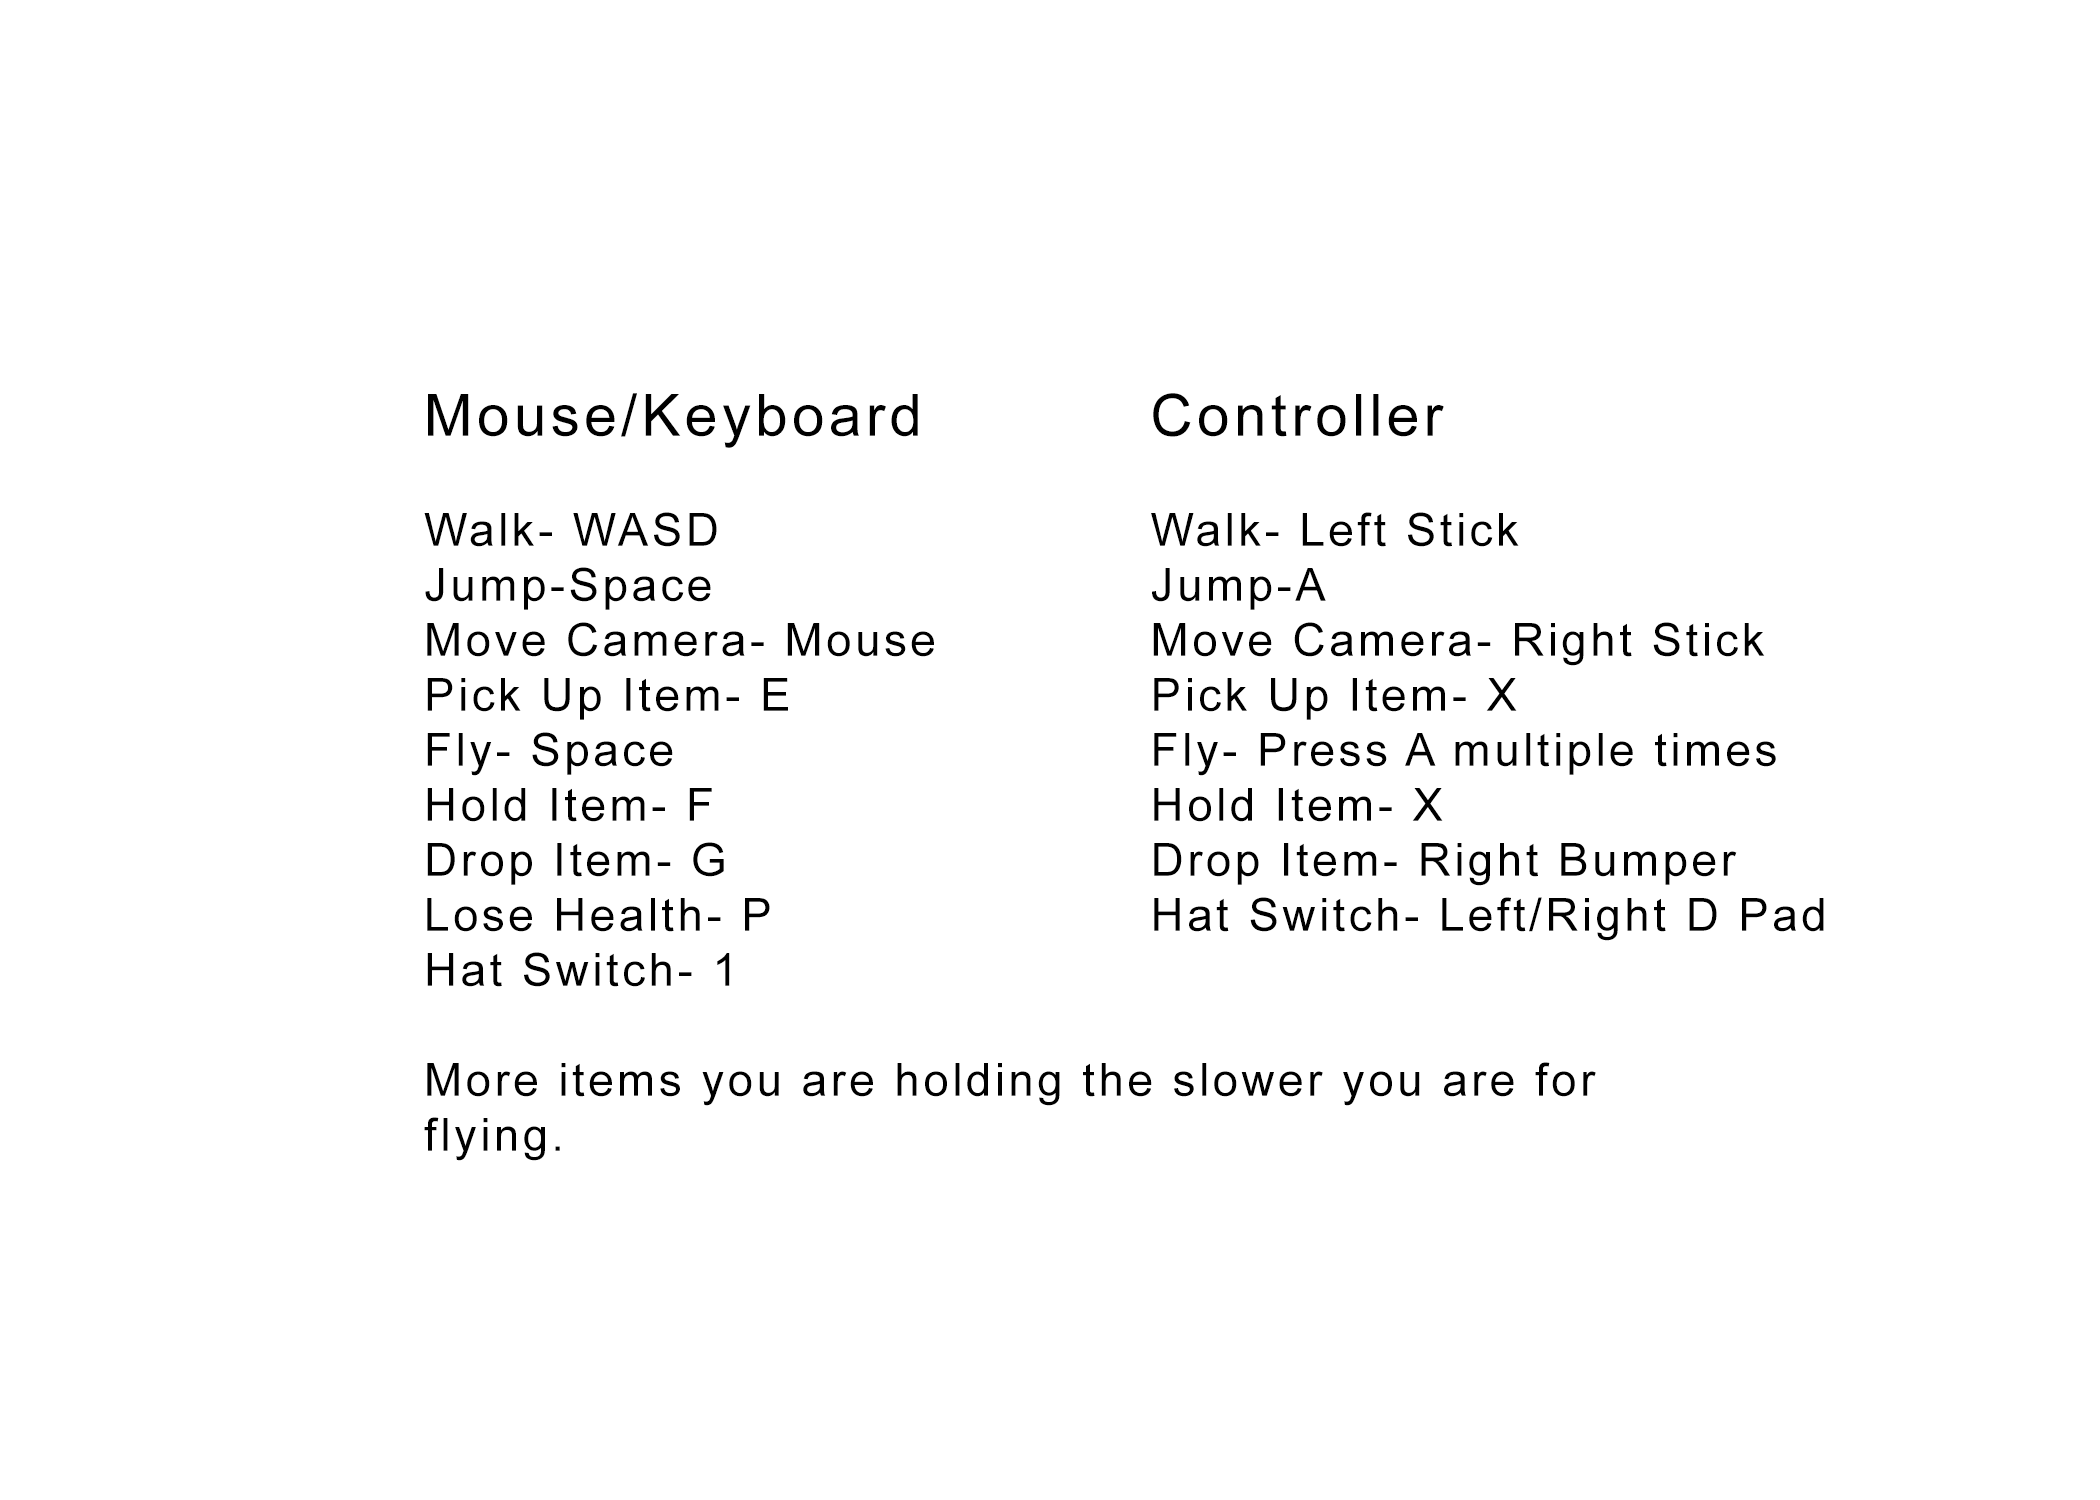 Mouse/Keyboard
Walk- WASD
Jump-Space
Move Camera- Mouse
Pick Up Item- E
Fly- Space
Hold Item- F
Drop Item- G
Lose Health- P
Hat Switch- 1
Controller
Walk- Left Stick
Jump-A
Move Camera- Right Stick
Pick Up Item- X
Fly- Press A multiple times
Hold Item- X
Drop Item- Right Bumper
Hat Switch- Left/Right D Pad
More items you are holding the slower you are for
flying.